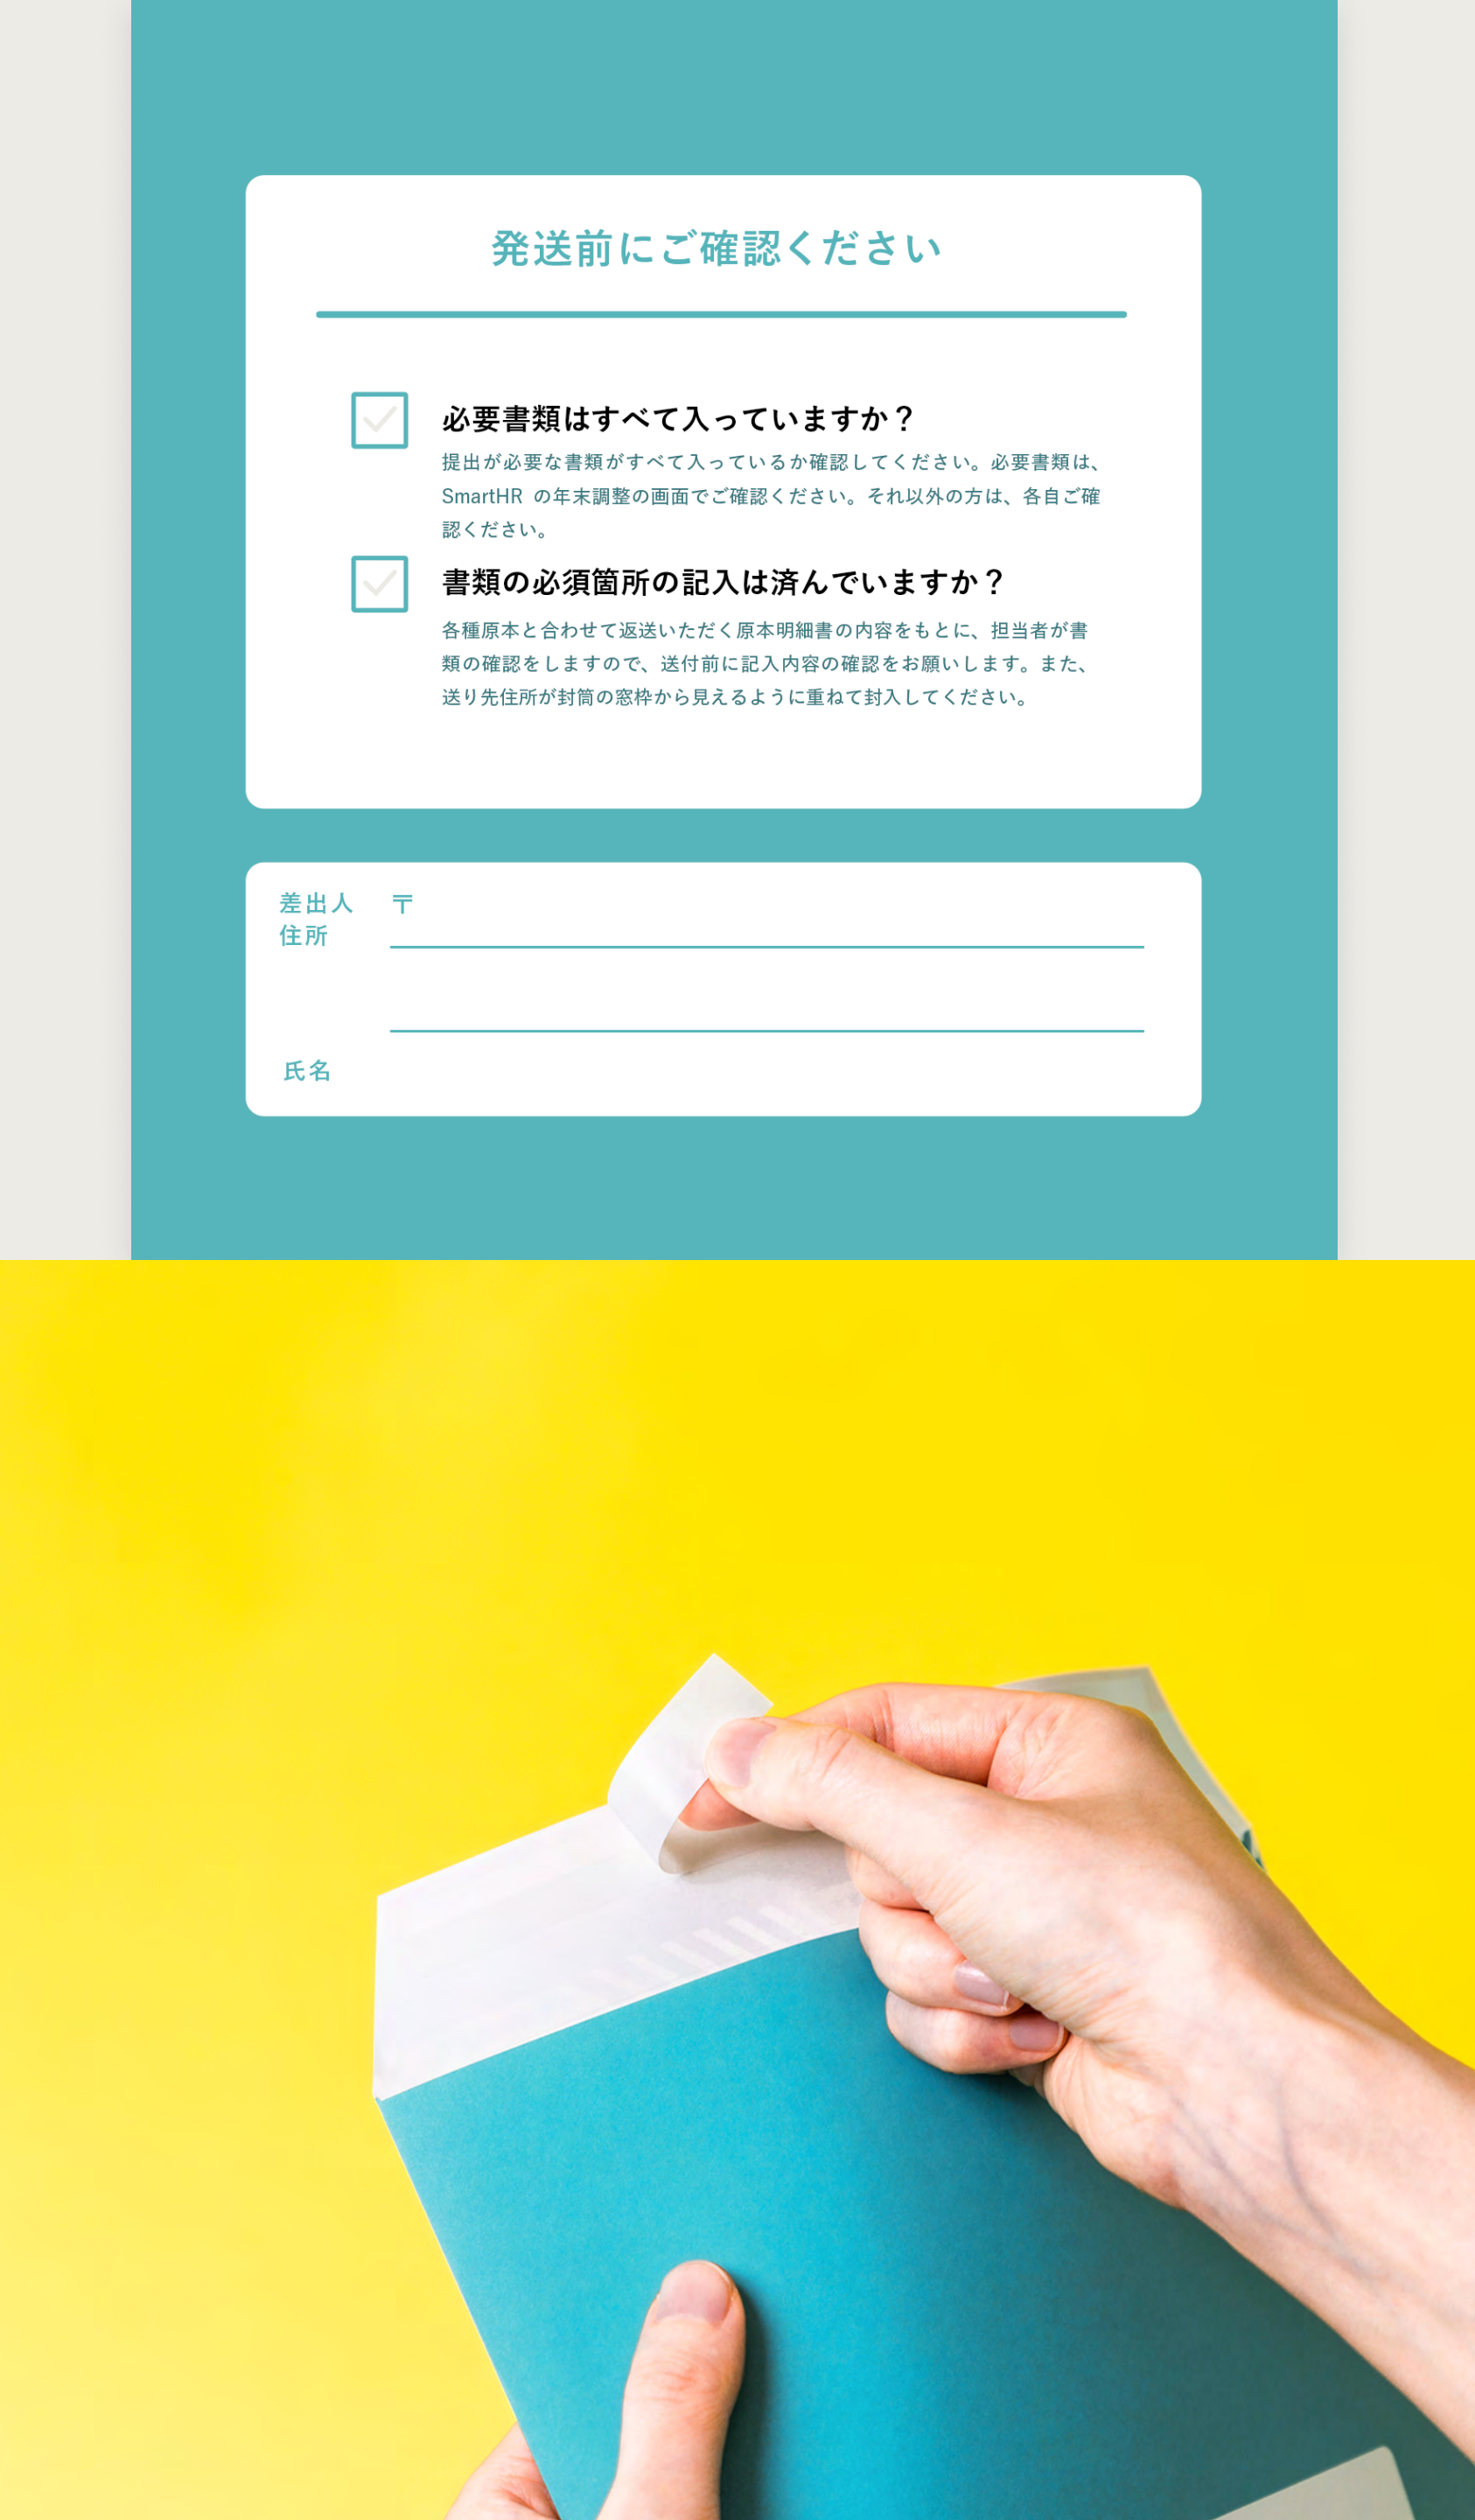 発送前にご確認ください
必要書類はすべて入っていますか？
提出が必要な書類がすべて入っているか確認してください。必要書類は、
SmartHR の年末調整の画面でご確認ください。それ以外の方は、各自ご確
認ください。
書類の必須箇所の記入は済んでいますか？
各種原本と合わせて返送いただく原本明細書の内容をもとに、担当者が書
類の確認をしますので、送付前に記入内容の確認をお願いします。また、
送り先住所が封筒の窓枠から見えるように重ねて封入してください。
差出人 〒
住所
氏名